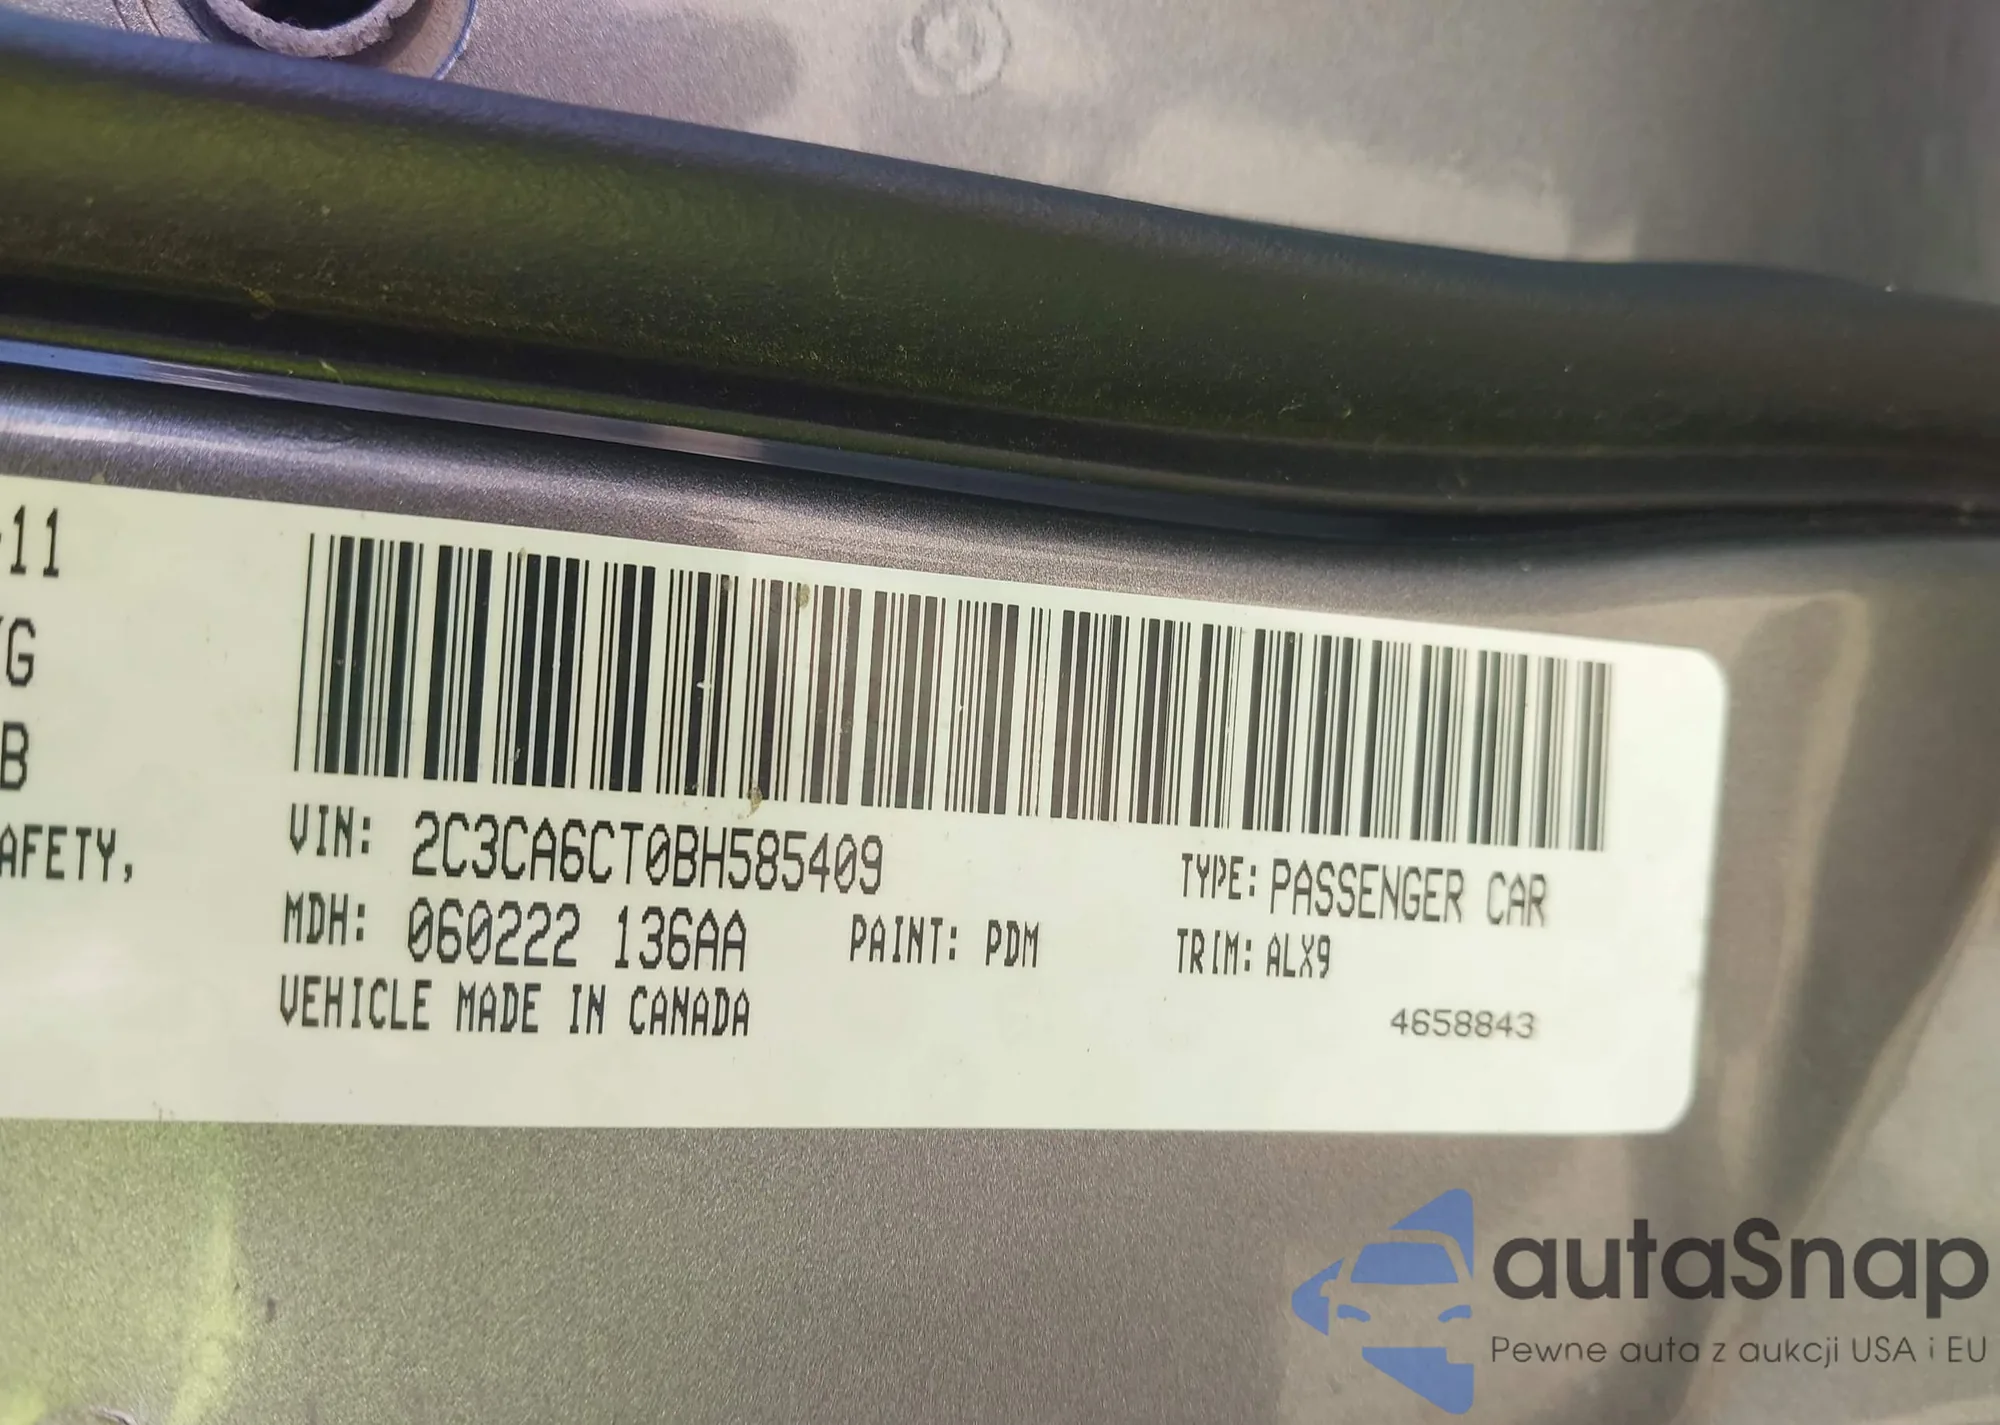 -11
G
B
AFETY,
VIN: 2C3CA6CT0BH585409
TYPE: PASSENGER CAR
MDH: 060222 136AA
PAINT: PDM
TRIM: ALX9
VEHICLE MADE IN CANADA
4658843
autaSnap
Pewne auta z aukcji USA i EU